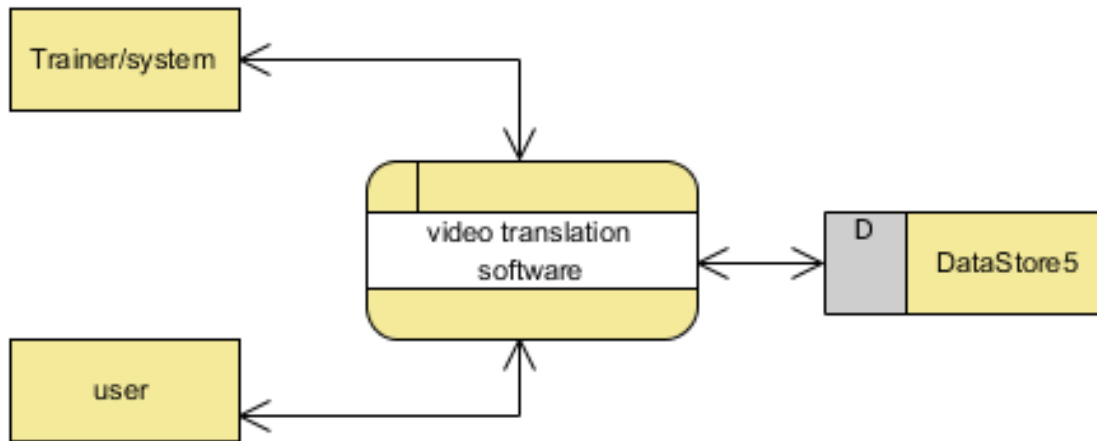 Trainer/system
video translation
software
D
DataStore5
user